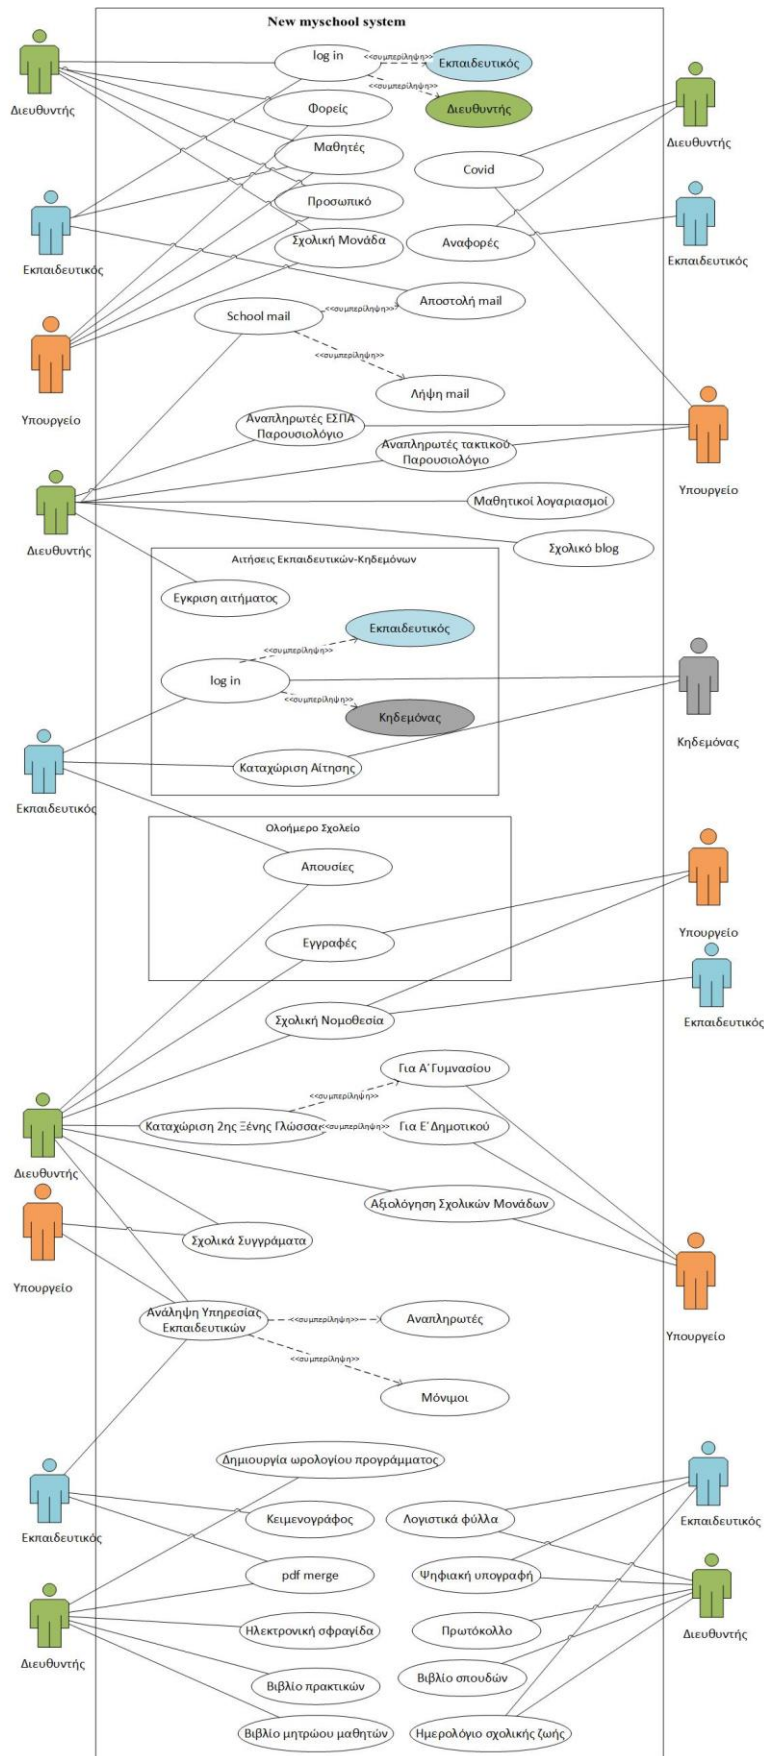 New myschool system
log in
<<συμπερίληψη>>
Εκπαιδευτικός
<<συμπερίληψη>>
Διευθυντής
Διευθυντής
Φορείς
Διευθυντής
Μαθητές
Covid
Προσωπικό
Σχολική Μονάδα
Αναφορές
Εκπαιδευτικός
Εκπαιδευτικός
Αποστολή mail
<<συμπερίληψη>>
School mail
<<συμπερίληψη>>
Λήψη mail
Υπουργείο
Αναπληρωτές ΕΣΠΑ
Παρουσιολόγιο
Αναπληρωτές τακτικού
Παρουσιολόγιο
Υπουργείο
Μαθητικοί λογαριασμοί
Διευθυντής
Σχολικό blog
Αιτήσεις Εκπαιδευτικών-Κηδεμόνων
Εγκριση αιτήματος
Εκπαιδευτικός
<<συμπερίληψη>>
log in
<<συμπερίληψη>>
Κηδεμόνας
Κηδεμόνας
Καταχώριση Αίτησης
Εκπαιδευτικός
Ολοήμερο Σχολείο
Απουσίες
Εγγραφές
Υπουργείο
Σχολική Νομοθεσία
Εκπαιδευτικός
Για Α΄Γυμνασίου
<<συμπερίληψη>>
Καταχώριση 2ης Ξένης Γλώσσας
<<συμπερίληψη>>
Για Ε΄Δημοτικού
Διευθυντής
Αξιολόγηση Σχολικών Μονάδων
Σχολικά Συγγράματα
Υπουργείο
Ανάληψη Υπηρεσίας
Εκπαιδευτικών
<<συμπερίληψη>>
Αναπληρωτές
Υπουργείο
<<συμπερίληψη>>
Μόνιμοι
Δημιουργία ωρολογίου προγράμματος
Κειμενογράφος
Λογιστικά φύλλα
Εκπαιδευτικός
Εκπαιδευτικός
pdf merge
Ψηφιακή υπογραφή
Ηλεκτρονική σφραγίδα
Πρωτόκολλο
Διευθυντής
Διευθυντής
Βιβλίο πρακτικών
Βιβλίο σπουδών
Βιβλίο μητρώου μαθητών
Ημερολόγιο σχολικής ζωής